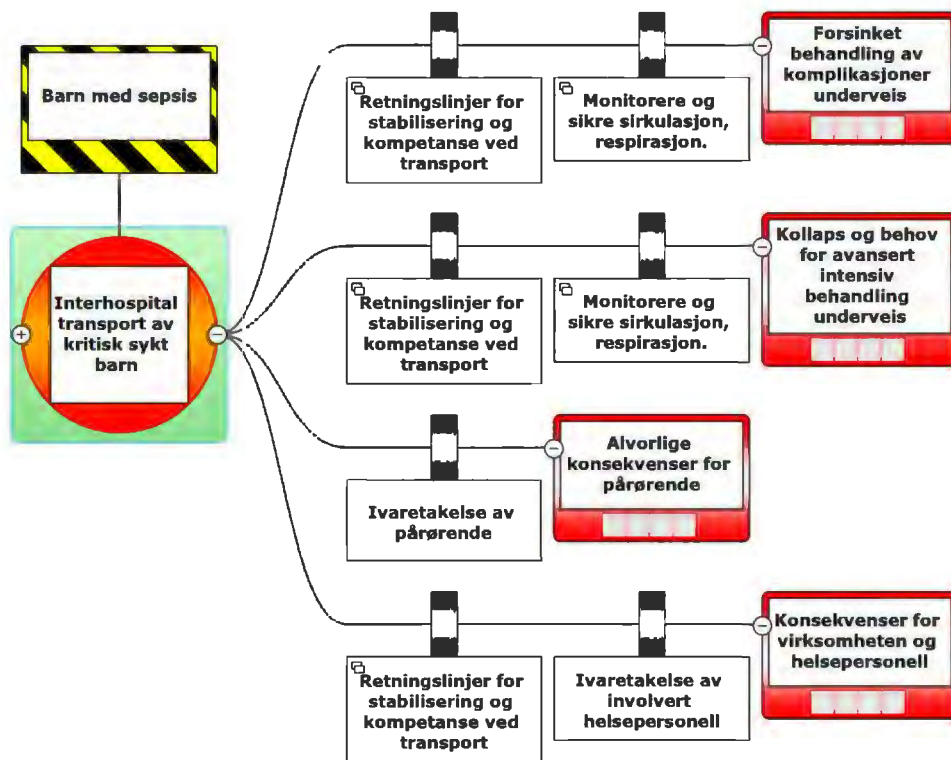 Barn med sepsis
Interhospital
transport av
kritisk sykt
barn
Retningslinjer for
stabilisering og
kompetanse ved
transport
Monitorere og
sikre sirkulasjon,
respirasjon.
Forsinket
behandling av
komplikasjoner
underveis
Retningslinjer for
stabilisering og
kompetanse ved
transport
Monitorere og
sikre sirkulasjon,
respirasjon.
Kollaps og behov
for avansert
intensiv
behandling
underveis
Ivaretakelse av
pårørende
Alvorlige
konsekvenser for
pårørende
Retningslinjer for
stabilisering og
kompetanse ved
transport
Ivaretakelse av
involvert
helsepersonell
Konsekvenser for
virksomheten og
helsepersonell